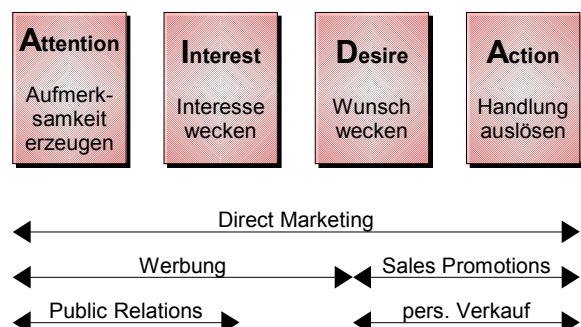 Attention
Aufmerk-
samkeit
erzeugen
Interest
Interesse
wecken
Desire
Wunsch
wecken
Action
Handlung
auslösen
Direct Marketing
Werbung
Sales Promotions
Public Relations
pers. Verkauf